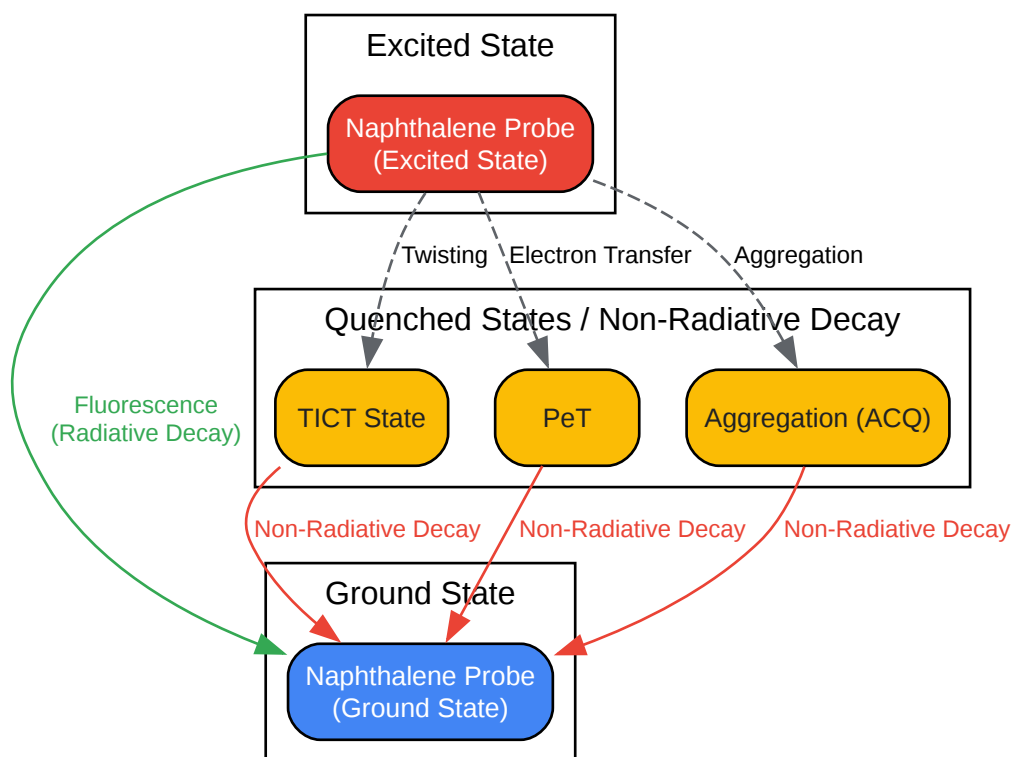 Excited State
Naphthalene Probe
(Excited State)
Twisting
Electron Transfer
Aggregation
Quenched States / Non-Radiative Decay
Fluorescence
(Radiative Decay)
TICT State
PeT
Aggregation (ACQ)
Non-Radiative Decay
Non-Radiative Decay
Non-Radiative Decay
Ground State
Naphthalene Probe
(Ground State)